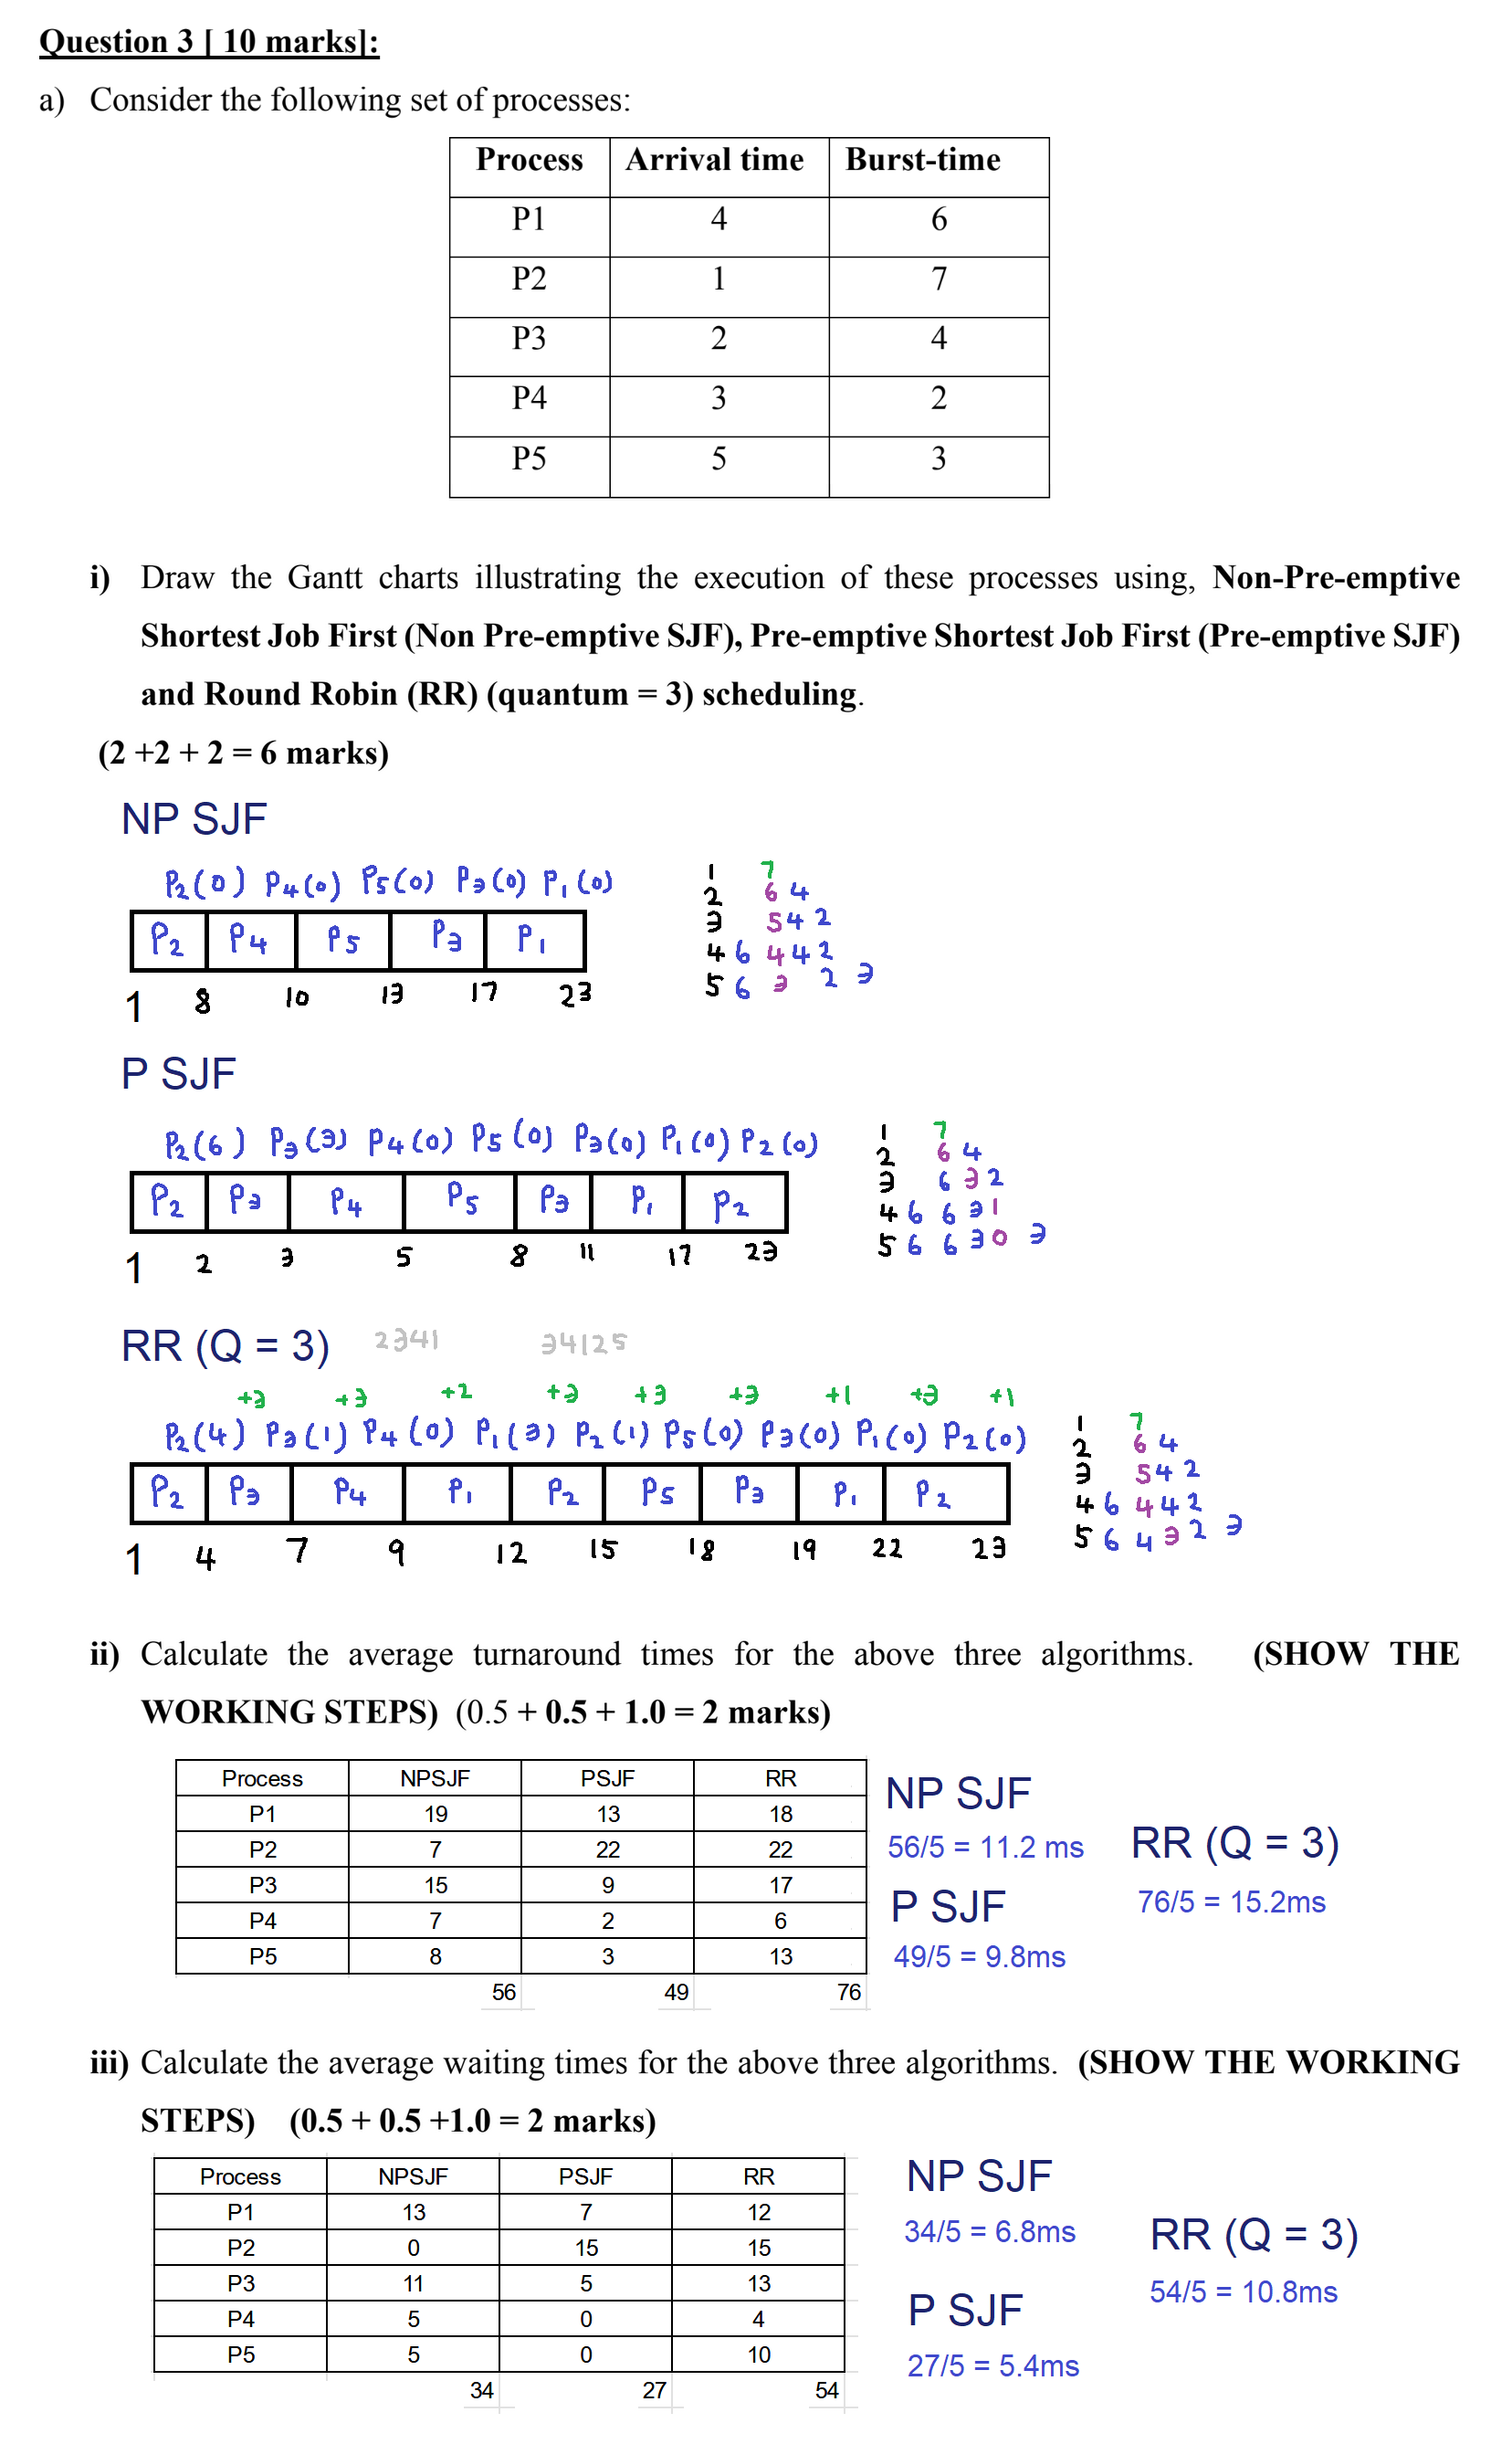 Question 3 [ 10 marks]:
a) Consider the following set of processes:
Process Arrival time Burst-time
P1 4 6
P2 1 7
P3 2 4
P4 3 2
P5 5 3
i) Draw the Gantt charts illustrating the execution of these processes using, Non-Pre-emptive
Shortest Job First (Non Pre-emptive SJF), Pre-emptive Shortest Job First (Pre-emptive SJF)
and Round Robin (RR) (quantum = 3) scheduling.
(2 +2 + 2 = 6 marks)
NP SJF
P2(0) P4(0) P5(0) P3(0) P1(0)
P2 P4 P5 P3 P1
1 8 10 13 17 23
1 7
2 6 4
3 5 4 2
4 6 4 4 2
5 6 3 2 3
P SJF
P2(6) P3(3) P4(0) P5(0) P3(0) P1(0) P2(0)
P2 P3 P4 P5 P3 P1 P2
1 2 3 5 8 11 17 23
1 7
2 6 4
3 6 3 2
4 6 6 3 1
5 6 6 3 0 3
RR (Q = 3) 2341 34125
+3 +3 +2 +3 +3 +3 +1 +3 +1
P2(4) P3(1) P4(0) P1(3) P2(1) P5(0) P3(0) P1(0) P2(0)
P2 P3 P4 P1 P2 P5 P3 P1 P2
1 4 7 9 12 15 18 19 22 23
1 7
2 6 4
3 5 4 2
4 6 4 4 2
5 6 4 3 2 3
ii) Calculate the average turnaround times for the above three algorithms. (SHOW THE
WORKING STEPS) (0.5 + 0.5 + 1.0 = 2 marks)
Process NPSJF PSJF RR
P1 19 13 18
P2 7 22 22
P3 15 9 17
P4 7 2 6
P5 8 3 13
56 49 76
NP SJF
56/5 = 11.2 ms
P SJF
49/5 = 9.8ms
RR (Q = 3)
76/5 = 15.2ms
iii) Calculate the average waiting times for the above three algorithms. (SHOW THE WORKING
STEPS) (0.5 + 0.5 +1.0 = 2 marks)
Process NPSJF PSJF RR
P1 13 7 12
P2 0 15 15
P3 11 5 13
P4 5 0 4
P5 5 0 10
34 27 54
NP SJF
34/5 = 6.8ms
P SJF
27/5 = 5.4ms
RR (Q = 3)
54/5 = 10.8ms